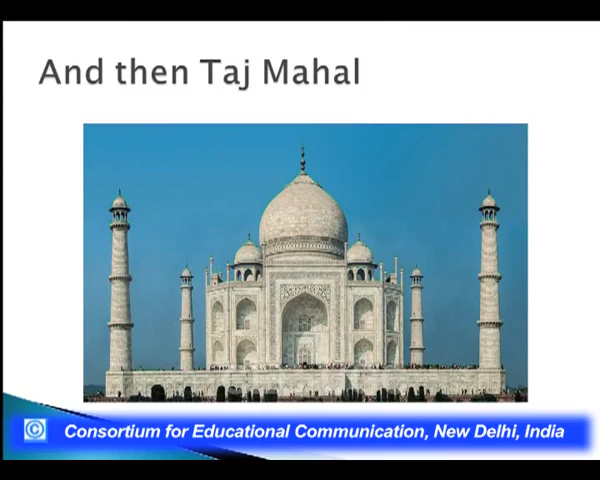 And then Taj Mahal
© Consortium for Educational Communication, New Delhi, India